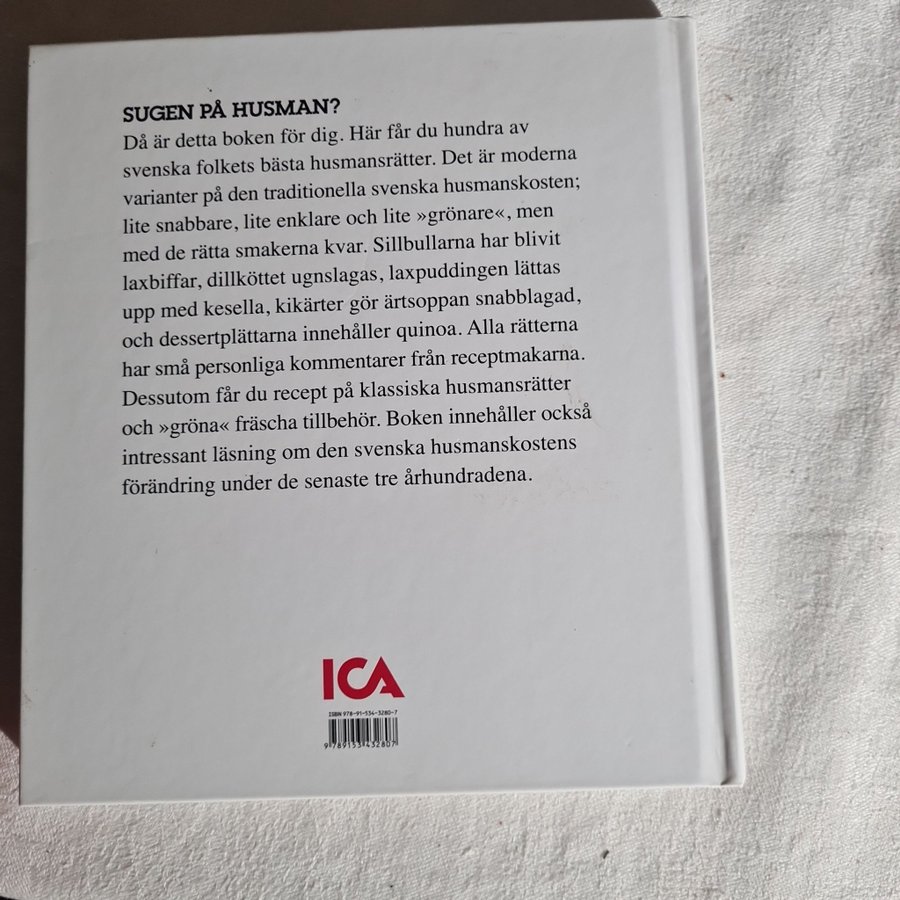 SUGEN PÅ HUSMAN?
Då är detta boken för dig. Här får du hundra av
svenska folkets bästa husmansrätter. Det är moderna
varianter på den traditionella svenska husmanskosten;
lite snabbare, lite enklare och lite »grönare«, men
med de rätta smakerna kvar. Sillbullarna har blivit
laxbiffar, dillköttet ugnslagas, laxpuddingen lättas
upp med kesella, kikärter gör ärtsoppan snabblagad,
och dessertplättarna innehåller quinoa. Alla rätterna
har små personliga kommentarer från receptmakarna.
Dessutom får du recept på klassiska husmansrätter
och »gröna« fräscha tillbehör. Boken innehåller också
intressant läsning om den svenska husmanskostens
förändring under de senaste tre århundradena.
ICA
ISBN 978-91-534-3280-7
9 789153 432807